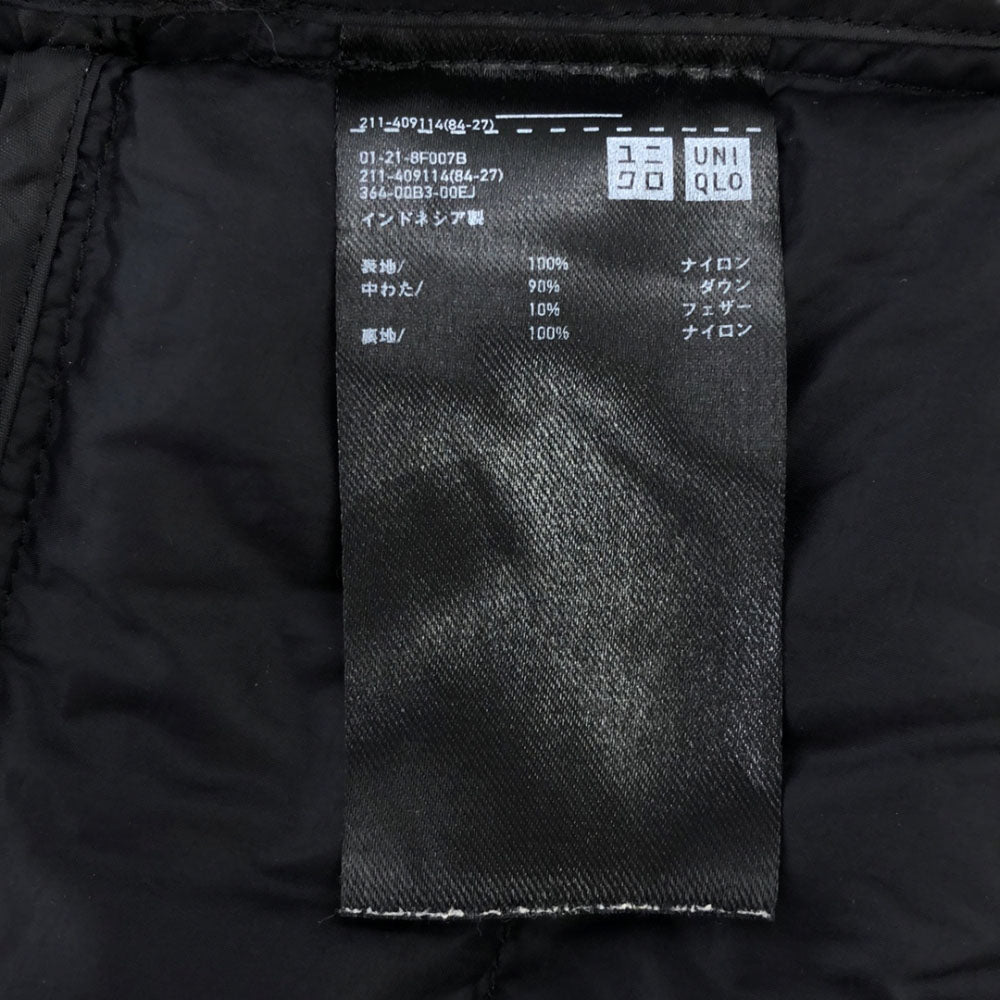 211-409114(84-27)
01-21-8F007B
211-409114(84-27)
364-00B3-00EJ
インドネシア製
ユニ
クロ
UNI
QLO
表地/ 100% ナイロン
中わた/ 90% ダウン
10% フェザー
裏地/ 100% ナイロン